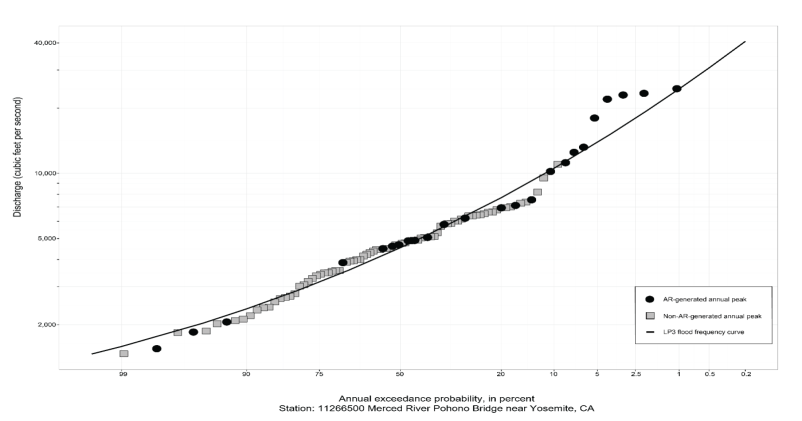 40,000
10,000
5,000
2,000
Discharge (cubic feet per second)
AR-generated annual peak
Non-AR-generated annual peak
LP3 flood frequency curve
99 90 75 50 20 10 5 2.5 1 0.5 0.2
Annual exceedance probability, in percent
Station: 11266500 Merced River Pohono Bridge near Yosemite, CA